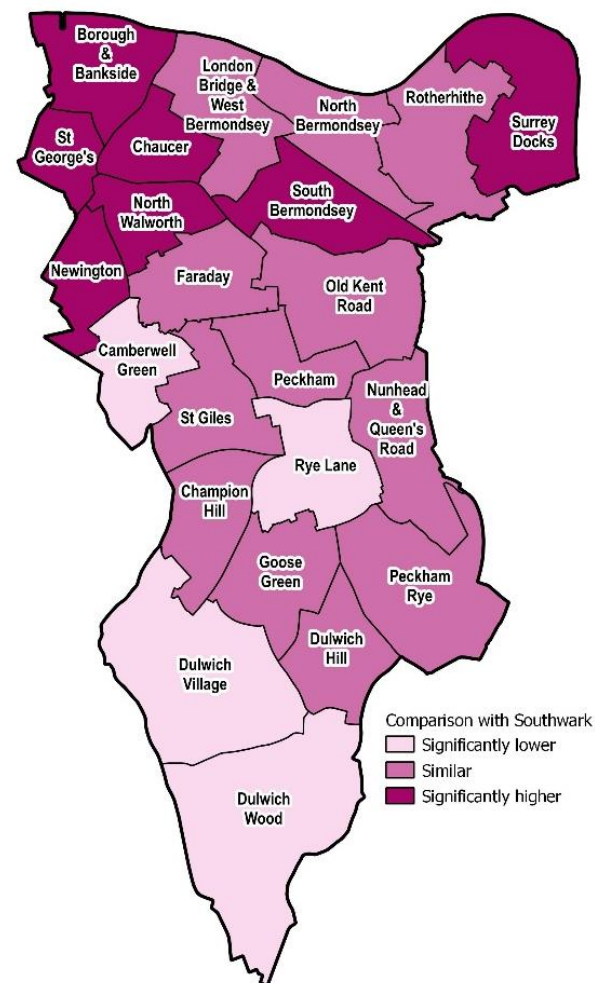 Borough
&
Bankside
London
Bridge &
West
Bermondsey
North
Bermondsey
Rotherhithe
Surrey
Docks
St
George's
Chaucer
South
Bermondsey
North
Walworth
Newington
Faraday
Old Kent
Road
Camberwell
Green
Peckham
Nunhead
&
Queen's
Road
St Giles
Rye Lane
Champion
Hill
Goose
Green
Peckham
Rye
Dulwich
Hill
Dulwich
Village
Dulwich
Wood
Comparison with Southwark
Significantly lower
Similar
Significantly higher